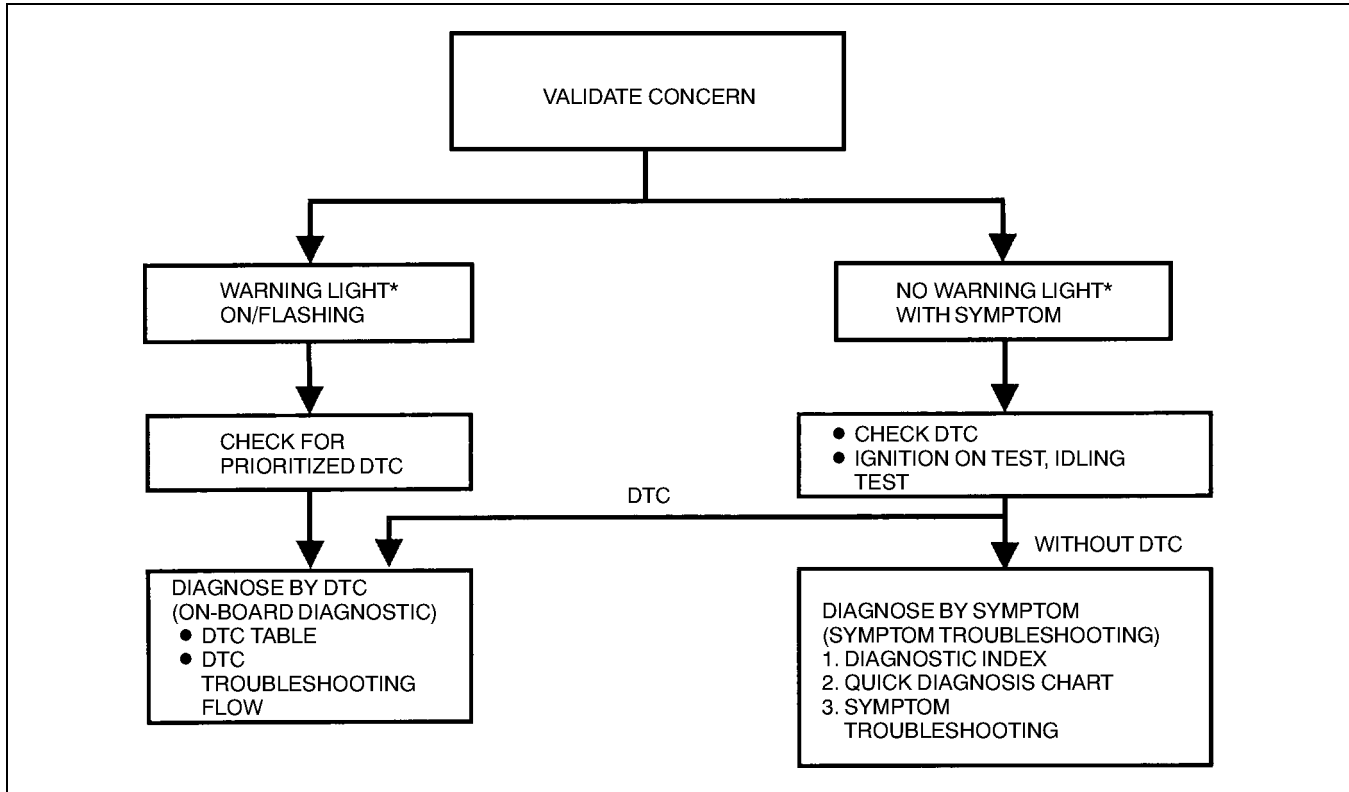 VALIDATE CONCERN
WARNING LIGHT*
ON/FLASHING
NO WARNING LIGHT*
WITH SYMPTOM
CHECK FOR
PRIORITIZED DTC
● CHECK DTC
● IGNITION ON TEST, IDLING
TEST
DTC
WITHOUT DTC
DIAGNOSE BY DTC
(ON-BOARD DIAGNOSTIC)
● DTC TABLE
● DTC
TROUBLESHOOTING
FLOW
DIAGNOSE BY SYMPTOM
(SYMPTOM TROUBLESHOOTING)
1. DIAGNOSTIC INDEX
2. QUICK DIAGNOSIS CHART
3. SYMPTOM
TROUBLESHOOTING